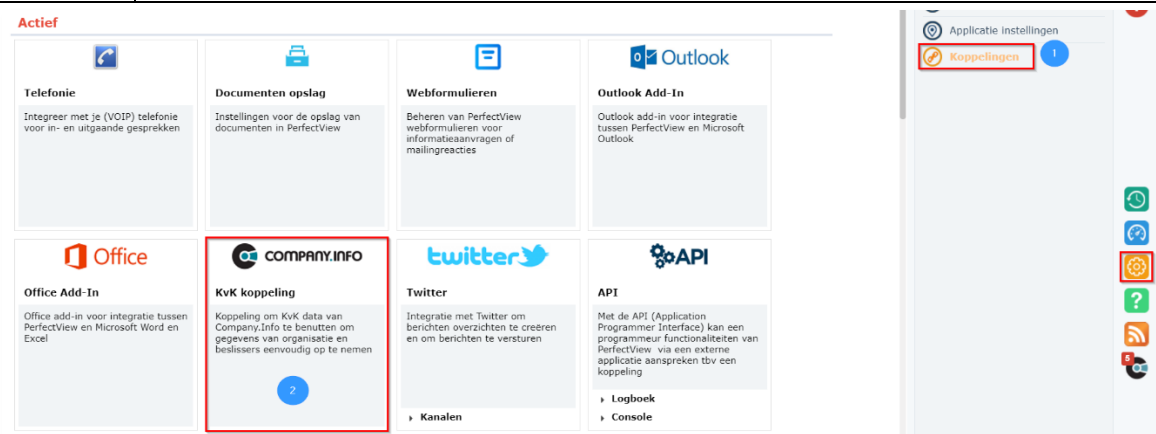 Actief
Telefonie
Integreer met je (VOIP) telefonie
voor in- en uitgaande gesprekken
Documenten opslag
Instellingen voor de opslag van
documenten in PerfectView
Webformulieren
Beheren van PerfectView
webformulieren voor
informatieaanvragen of
mailingreacties
Outlook
Outlook Add-In
Outlook add-in voor integratie
tussen PerfectView en Microsoft
Outlook
Office
Office Add-In
Office add-in voor integratie tussen
PerfectView en Microsoft Word en
Excel
COMPANY.INFO
KvK koppeling
Koppeling om KvK data van
Company.Info te benutten om
gegevens van organisatie en
beslissers eenvoudig op te nemen
2
twitter
Twitter
Integratie met Twitter om
berichten overzichten te creëren
en om berichten te versturen
Kanalen
API
API
Met de API (Application
Programmer Interface) kan een
programmeur functionaliteiten van
PerfectView via een externe
applicatie aanspreken tbv een
koppeling
Logboek
Console
Applicatie instellingen
Koppelingen
1
?
5